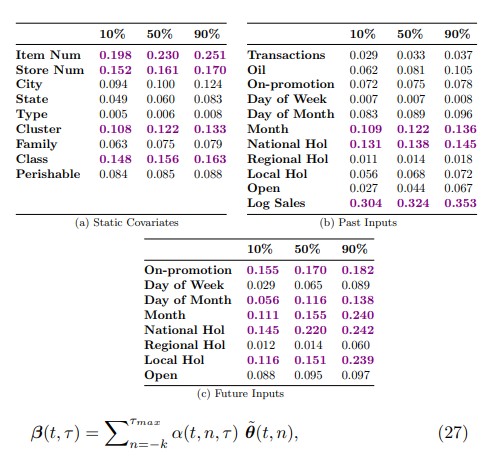 10% 50% 90%
Item Num 0.198 0.230 0.251
Store Num 0.152 0.161 0.170
City 0.094 0.100 0.124
State 0.049 0.060 0.083
Type 0.005 0.006 0.008
Cluster 0.108 0.122 0.133
Family 0.063 0.075 0.079
Class 0.148 0.156 0.163
Perishable 0.084 0.085 0.088
(a) Static Covariates
10% 50% 90%
Transactions 0.029 0.033 0.037
Oil 0.062 0.081 0.105
On-promotion 0.072 0.075 0.078
Day of Week 0.007 0.007 0.008
Day of Month 0.083 0.089 0.096
Month 0.109 0.122 0.136
National Hol 0.131 0.138 0.145
Regional Hol 0.011 0.014 0.018
Local Hol 0.056 0.068 0.072
Open 0.027 0.044 0.067
Log Sales 0.304 0.324 0.353
(b) Past Inputs
10% 50% 90%
On-promotion 0.155 0.170 0.182
Day of Week 0.029 0.065 0.089
Day of Month 0.056 0.116 0.138
Month 0.111 0.155 0.240
National Hol 0.145 0.220 0.242
Regional Hol 0.012 0.014 0.060
Local Hol 0.116 0.151 0.239
Open 0.088 0.095 0.097
(c) Future Inputs
β(t, τ) = ∑_{n=−k}^{τ_{max}} α(t, n, τ) θ̃(t, n), (27)